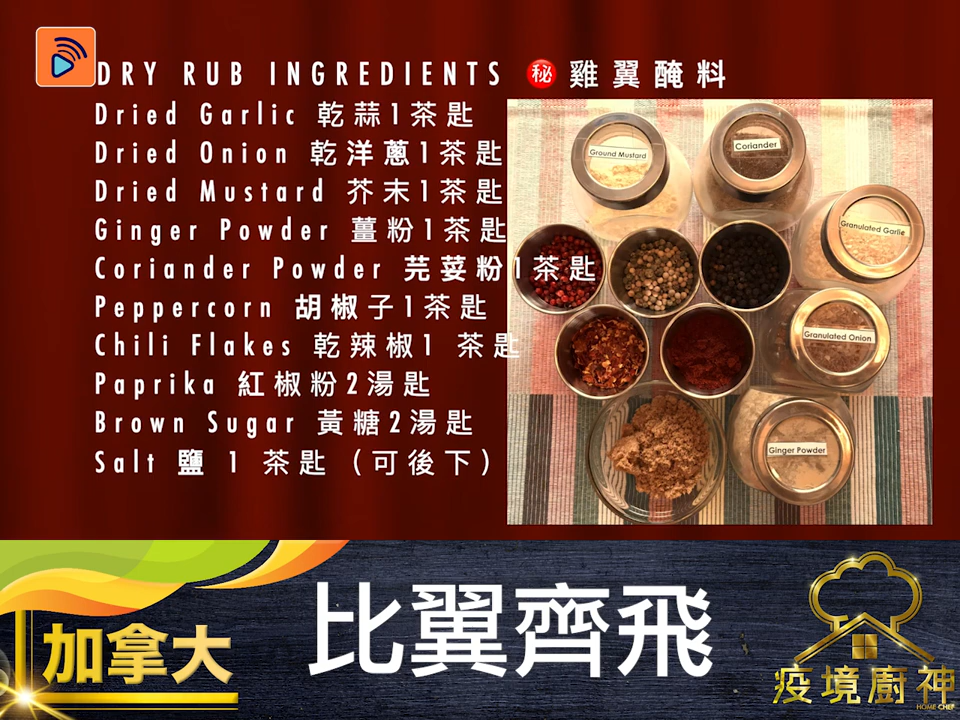 DRY RUB INGREDIENTS ㊙ 雞翼醃料
Dried Garlic 乾蒜1茶匙
Dried Onion 乾洋蔥1茶匙
Dried Mustard 芥末1茶匙
Ginger Powder 薑粉1茶匙
Coriander Powder 芫荽粉1茶匙
Peppercorn 胡椒子1茶匙
Chili Flakes 乾辣椒1 茶匙
Paprika 紅椒粉2湯匙
Brown Sugar 黃糖2湯匙
Salt 鹽 1 茶匙 (可後下)
Ground Mustard
Coriander
Granulated Garlic
Granulated Onion
Ginger Powder
加拿大
比翼齊飛
疫境廚神
HOME CHEF